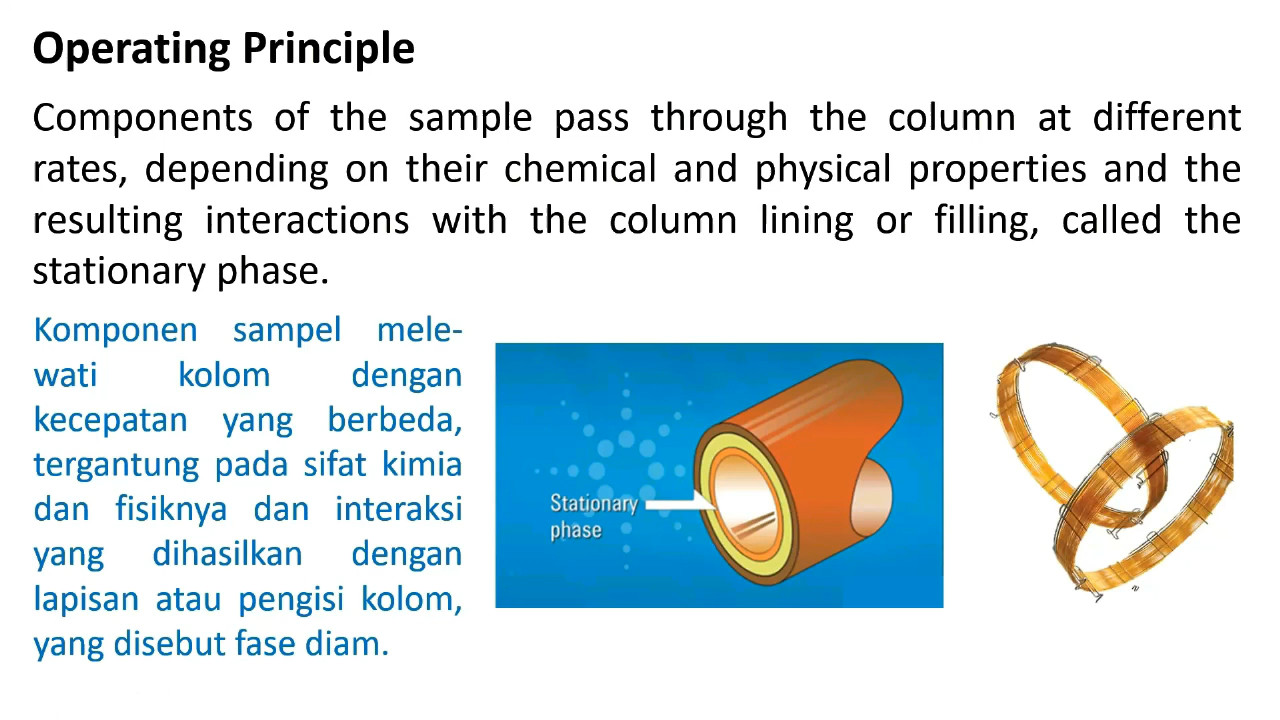 Operating Principle
Components of the sample pass through the column at different
rates, depending on their chemical and physical properties and the
resulting interactions with the column lining or filling, called the
stationary phase.
Komponen sampel mele-
wati kolom dengan
kecepatan yang berbeda,
tergantung pada sifat kimia
dan fisiknya dan interaksi
yang dihasilkan dengan
lapisan atau pengisi kolom,
yang disebut fase diam.
Stationary
phase